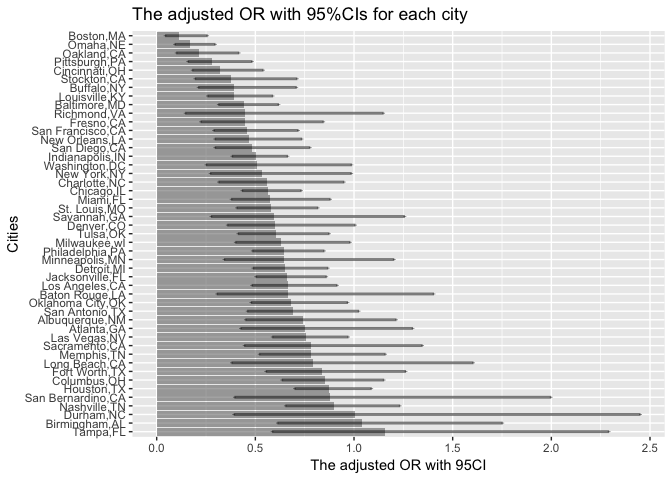 The adjusted OR with 95%CIs for each city
Cities
Boston,MA
Omaha,NE
Oakland,CA
Pittsburgh,PA
Cincinnati,OH
Stockton,CA
Buffalo,NY
Louisville,KY
Baltimore,MD
Richmond,VA
Fresno,CA
San Francisco,CA
New Orleans,LA
San Diego,CA
Indianapolis,IN
Washington,DC
New York,NY
Charlotte,NC
Chicago,IL
Miami,FL
St. Louis,MO
Savannah,GA
Denver,CO
Tulsa,OK
Milwaukee,wI
Philadelphia,PA
Minneapolis,MN
Detroit,MI
Jacksonville,FL
Los Angeles,CA
Baton Rouge,LA
Oklahoma City,OK
San Antonio,TX
Albuquerque,NM
Atlanta,GA
Las Vegas,NV
Sacramento,CA
Memphis,TN
Long Beach,CA
Fort Worth,TX
Columbus,OH
Houston,TX
San Bernardino,CA
Nashville,TN
Durham,NC
Birmingham,AL
Tampa,FL
0.0 0.5 1.0 1.5 2.0 2.5
The adjusted OR with 95CI